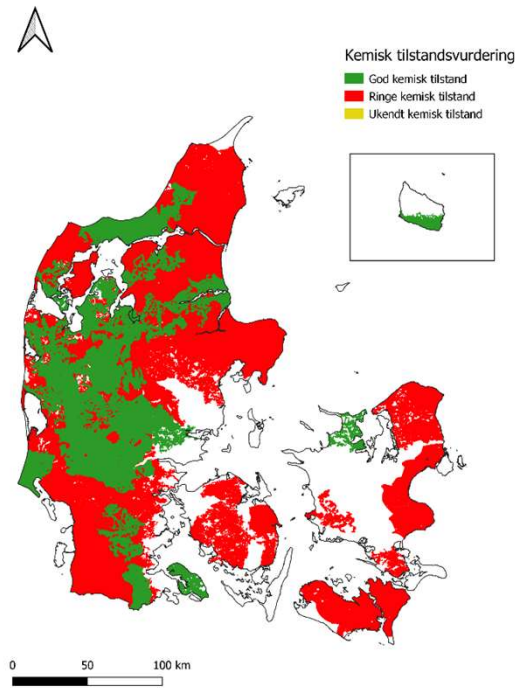 Kemisk tilstandsvurdering
God kemisk tilstand
Ringe kemisk tilstand
Ukendt kemisk tilstand
0 50 100 km